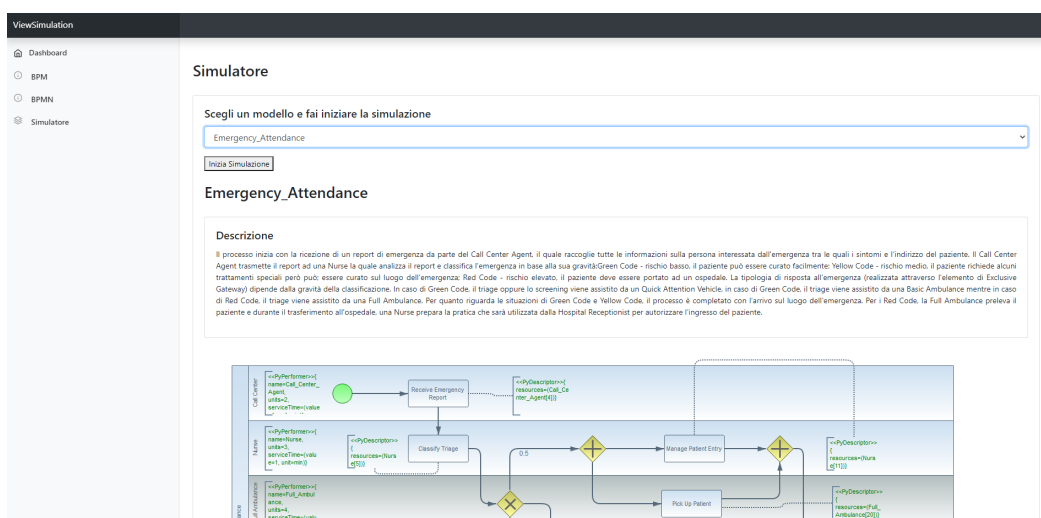 ViewSimulation
Dashboard
BPM
BPMN
Simulatore
Simulatore
Scegli un modello e fai iniziare la simulazione
Emergency_Attendance
Inizia Simulazione
Emergency_Attendance
Descrizione
Il processo inizia con la ricezione di un report di emergenza da parte del Call Center Agent, il quale raccoglie tutte le informazioni sulla persona interessata dall'emergenza tra le quali i sintomi e l'indirizzo del paziente. Il Call Center
Agent trasmette il report ad una Nurse la quale analizza il report e classifica l'emergenza in base alla sua gravità:Green Code - rischio basso, il paziente può essere curato facilmente; Yellow Code - rischio medio, il paziente richiede alcuni
trattamenti speciali però può; essere curato sul luogo dell'emergenza; Red Code - rischio elevato, il paziente deve essere portato ad un ospedale. La tipologia di risposta all'emergenza (realizzata attraverso l'elemento di Exclusive
Gateway) dipende dalla gravità della classificazione. In caso di Green Code, il triage oppure lo screening viene assistito da un Quick Attention Vehicle, in caso di Green Code, il triage viene assistito da una Basic Ambulance mentre in caso
di Red Code, il triage viene assistito da una Full Ambulance. Per quanto riguarda le situazioni di Green Code e Yellow Code, il processo è completato con l'arrivo sul luogo dell'emergenza. Per i Red Code, la Full Ambulance preleva il
paziente e durante il trasferimento all'ospedale, una Nurse prepara la pratica che sarà utilizzata dalla Hospital Receptionist per autorizzare l'ingresso del paziente.
Call Center
<<PyPerformer>>{
name=Call_Center_
Agent,
units=2,
serviceTime=(value
Receive Emergency
Report
<<PyDescriptor>>{
resources=(Call_Ce
nter_Agent[4])}
Nurse
<<PyPerformer>>{
name=Nurse,
units=3,
serviceTime=(valu
e=1, unit=min)}
<<PyDescriptor>>
{
resources=(Nurs
e[5])}
Classify Triage
0.5
Manage Patient Entry
<<PyDescriptor>>
{
resources=(Nurs
e[11])}
Full Ambulance
<<PyPerformer>>{
name=Full_Ambul
ance,
units=4,
serviceTime=(valu
Pick Up Patient
<<PyDescriptor>>
{
resources=(Full_
Ambulance[20])}